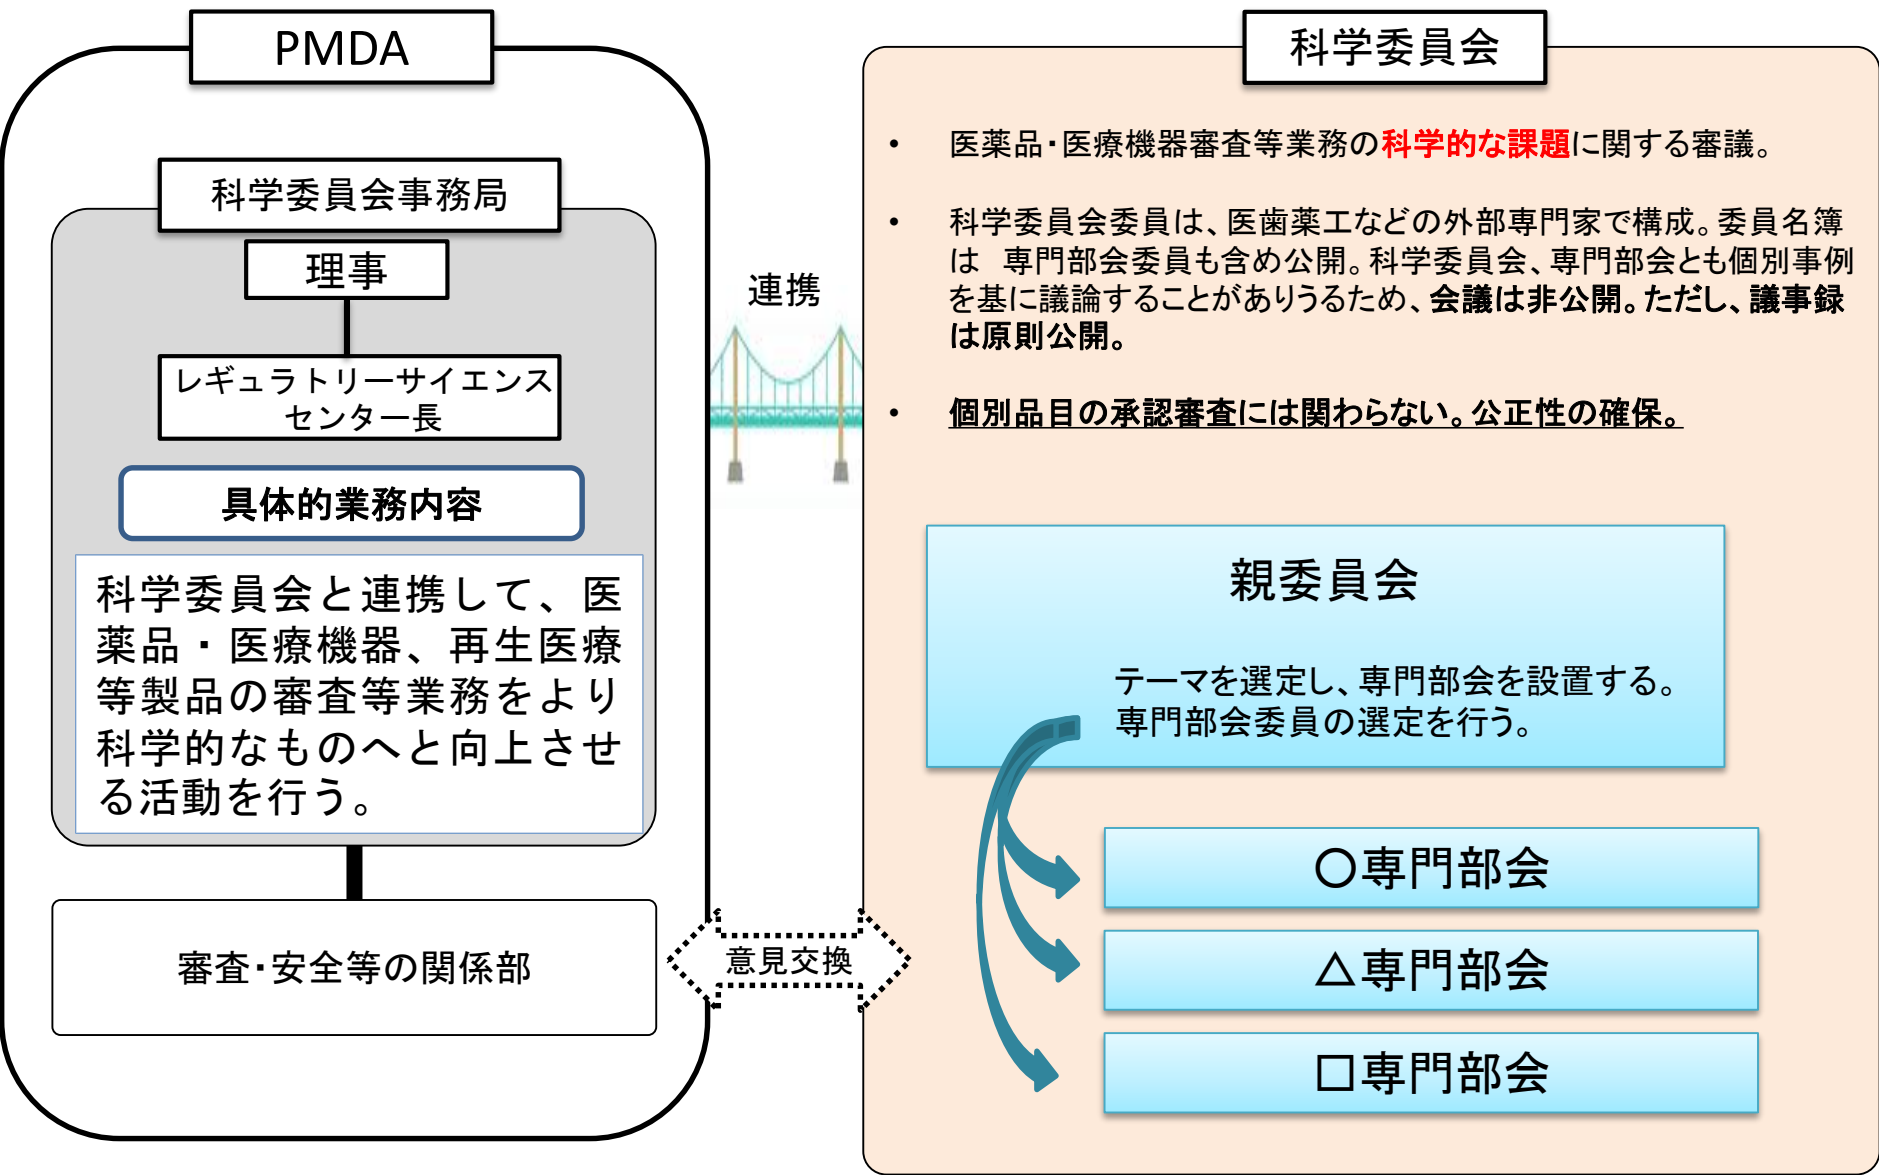 PMDA
科学委員会事務局
理事
レギュラトリーサイエンス
センター長
具体的業務内容
科学委員会と連携して、医
薬品・医療機器、再生医療
等製品の審査等業務をより
科学的なものへと向上させ
る活動を行う。
審査・安全等の関係部
連携
意見交換
科学委員会
• 医薬品・医療機器審査等業務の科学的な課題に関する審議。
• 科学委員会委員は、医歯薬工などの外部専門家で構成。委員名簿
は　専門部会委員も含め公開。科学委員会、専門部会とも個別事例
を基に議論することがありうるため、会議は非公開。ただし、議事録
は原則公開。
• 個別品目の承認審査には関わらない。公正性の確保。
親委員会
テーマを選定し、専門部会を設置する。
専門部会委員の選定を行う。
〇専門部会
△専門部会
□専門部会